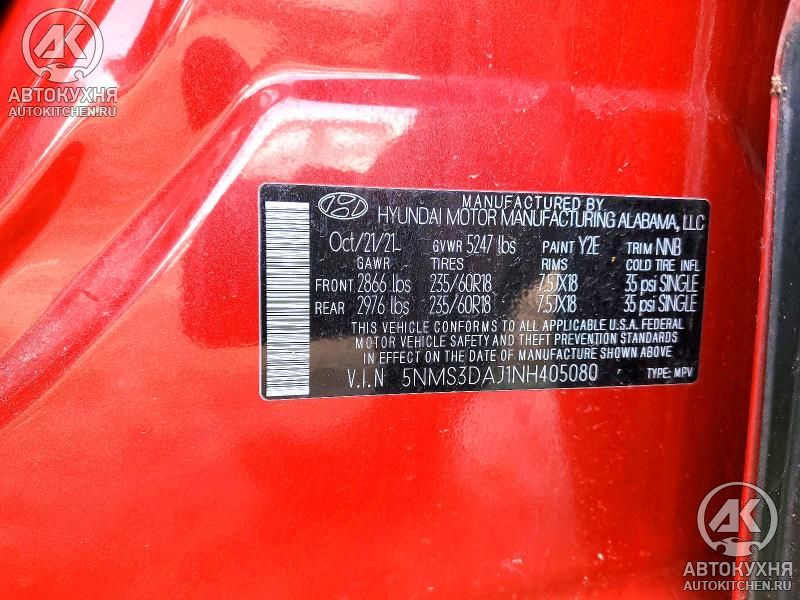 АВТОКУХНЯ
AUTOKITCHEN.RU
MANUFACTURED BY
HYUNDAI MOTOR MANUFACTURING ALABAMA, LLC
Oct/21/21 GVWR 5247 lbs PAINT Y2E TRIM NNB
GAWR TIRES RIMS COLD TIRE INFL
FRONT 2866 lbs 235/60R18 7.5JX18 35 psi SINGLE
REAR 2976 lbs 235/60R18 7.5JX18 35 psi SINGLE
THIS VEHICLE CONFORMS TO ALL APPLICABLE U.S.A. FEDERAL
MOTOR VEHICLE SAFETY AND THEFT PREVENTION STANDARDS
IN EFFECT ON THE DATE OF MANUFACTURE SHOWN ABOVE
V.I.N 5NMS3DAJ1NH405080 TYPE: MPV
АК
АВТОКУХНЯ
AUTOKITCHEN.RU